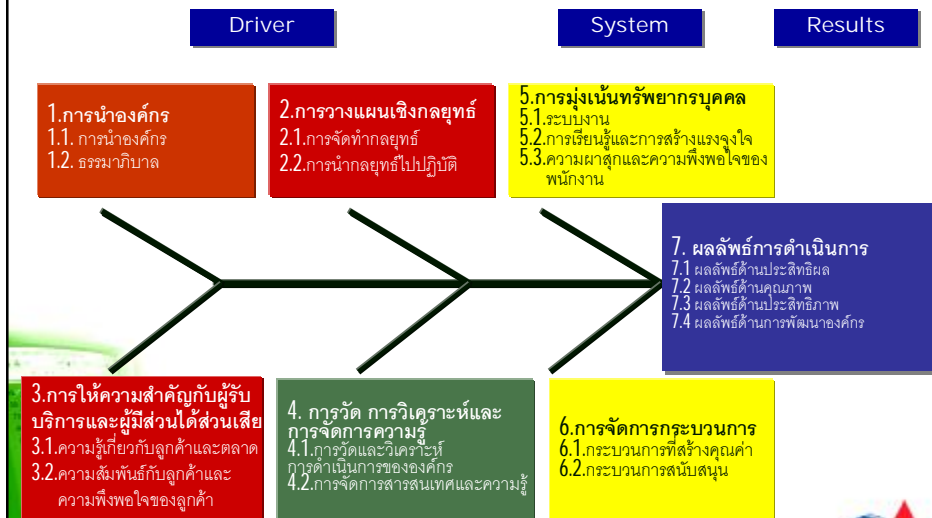 Driver
System
Results
1.การนำองค์กร
1.1. การนำองค์กร
1.2. ธรรมาภิบาล
2.การวางแผนเชิงกลยุทธ์
2.1.การจัดทำกลยุทธ์
2.2.การนำกลยุทธ์ไปปฏิบัติ
5.การมุ่งเน้นทรัพยากรบุคคล
5.1.ระบบงาน
5.2.การเรียนรู้และการสร้างแรงจูงใจ
5.3.ความผาสุกและความพึงพอใจของ
พนักงาน
7. ผลลัพธ์การดำเนินการ
7.1 ผลลัพธ์ด้านประสิทธิผล
7.2 ผลลัพธ์ด้านคุณภาพ
7.3 ผลลัพธ์ด้านประสิทธิภาพ
7.4 ผลลัพธ์ด้านการพัฒนาองค์กร
3.การให้ความสำคัญกับผู้รับ
บริการและผู้มีส่วนได้ส่วนเสีย
3.1.ความรู้เกี่ยวกับลูกค้าและตลาด
3.2.ความสัมพันธ์กับลูกค้าและ
ความพึงพอใจของลูกค้า
4. การวัด การวิเคราะห์และ
การจัดการความรู้
4.1.การวัดและวิเคราะห์
การดำเนินการขององค์กร
4.2.การจัดการสารสนเทศและความรู้
6.การจัดการกระบวนการ
6.1.กระบวนการที่สร้างคุณค่า
6.2.กระบวนการสนับสนุน